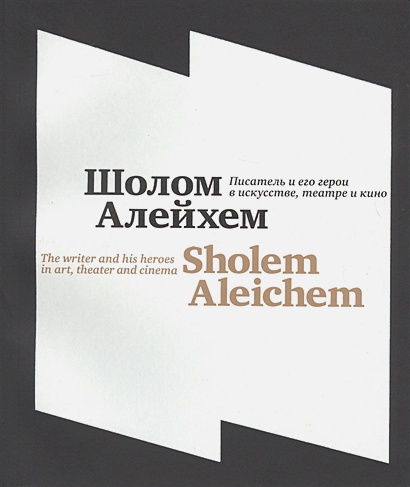 Шолом
Алейхем
Писатель и его герои
в искусстве, театре и кино
The writer and his heroes
in art, theater and cinema
Sholem
Aleichem